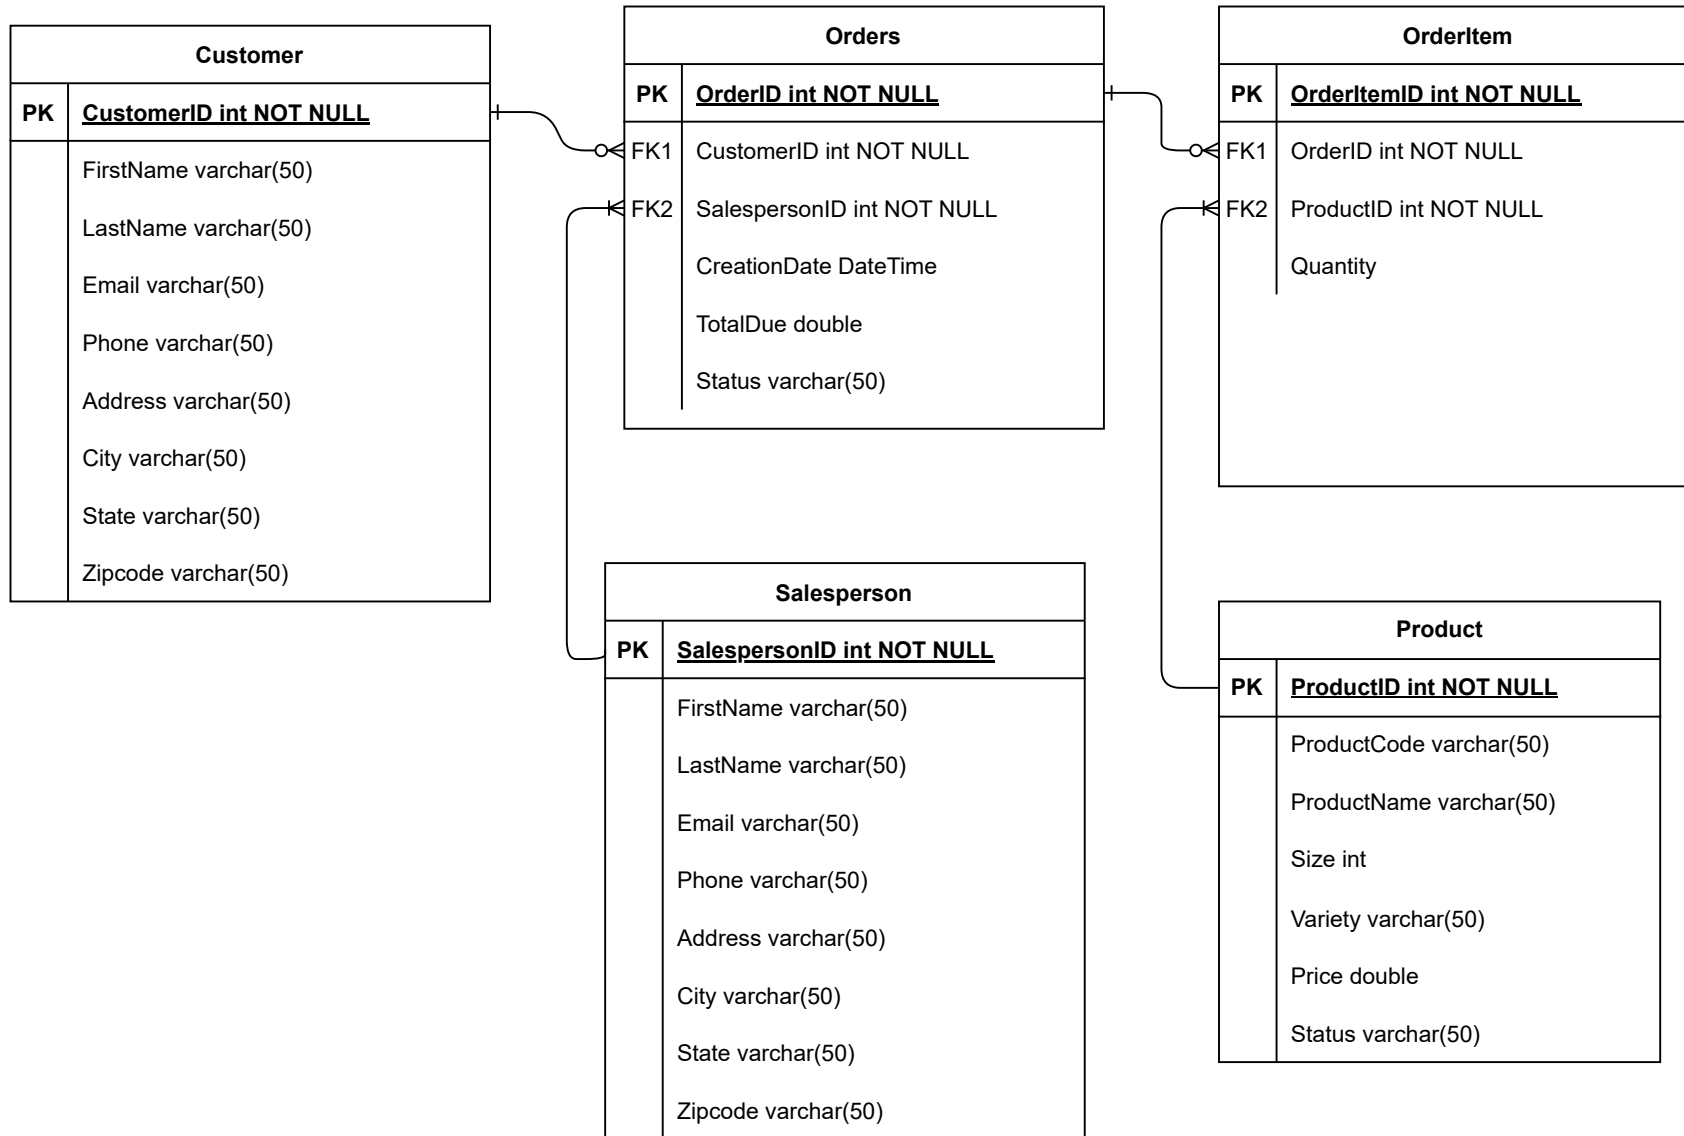 Customer
PK CustomerID int NOT NULL
FirstName varchar(50)
LastName varchar(50)
Email varchar(50)
Phone varchar(50)
Address varchar(50)
City varchar(50)
State varchar(50)
Zipcode varchar(50)
Orders
PK OrderID int NOT NULL
FK1 CustomerID int NOT NULL
FK2 SalespersonID int NOT NULL
CreationDate DateTime
TotalDue double
Status varchar(50)
OrderItem
PK OrderItemID int NOT NULL
FK1 OrderID int NOT NULL
FK2 ProductID int NOT NULL
Quantity
Salesperson
PK SalespersonID int NOT NULL
FirstName varchar(50)
LastName varchar(50)
Email varchar(50)
Phone varchar(50)
Address varchar(50)
City varchar(50)
State varchar(50)
Zipcode varchar(50)
Product
PK ProductID int NOT NULL
ProductCode varchar(50)
ProductName varchar(50)
Size int
Variety varchar(50)
Price double
Status varchar(50)